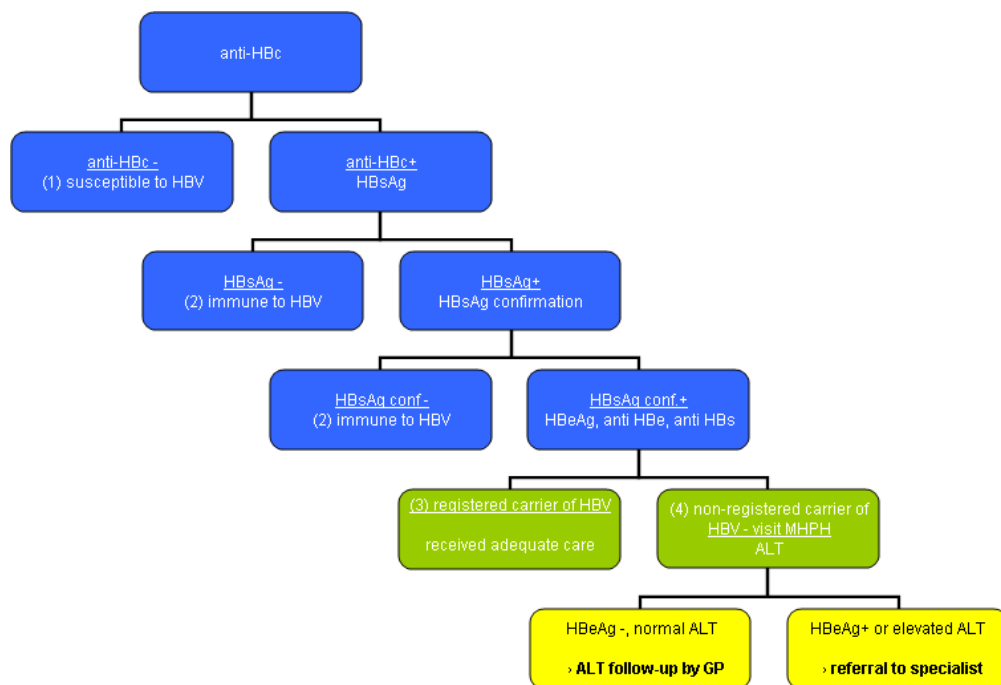 anti-HBc
anti-HBc -
(1) susceptible to HBV
anti-HBc+
HBsAg
HBsAg -
(2) immune to HBV
HBsAg+
HBsAg confirmation
HBsAg conf-
(2) immune to HBV
HBsAg conf.+
HBeAg, anti HBe, anti HBs
(3) registered carrier of HBV
received adequate care
(4) non-registered carrier of
HBV - visit MHPH
ALT
HBeAg -, normal ALT
› ALT follow-up by GP
HBeAg+ or elevated ALT
› referral to specialist